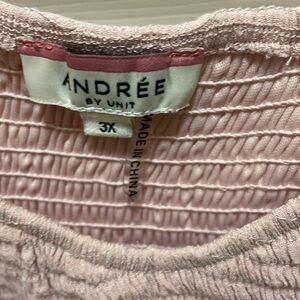 ANDRÉE
BY UNIT
3X
MADE IN CHINA